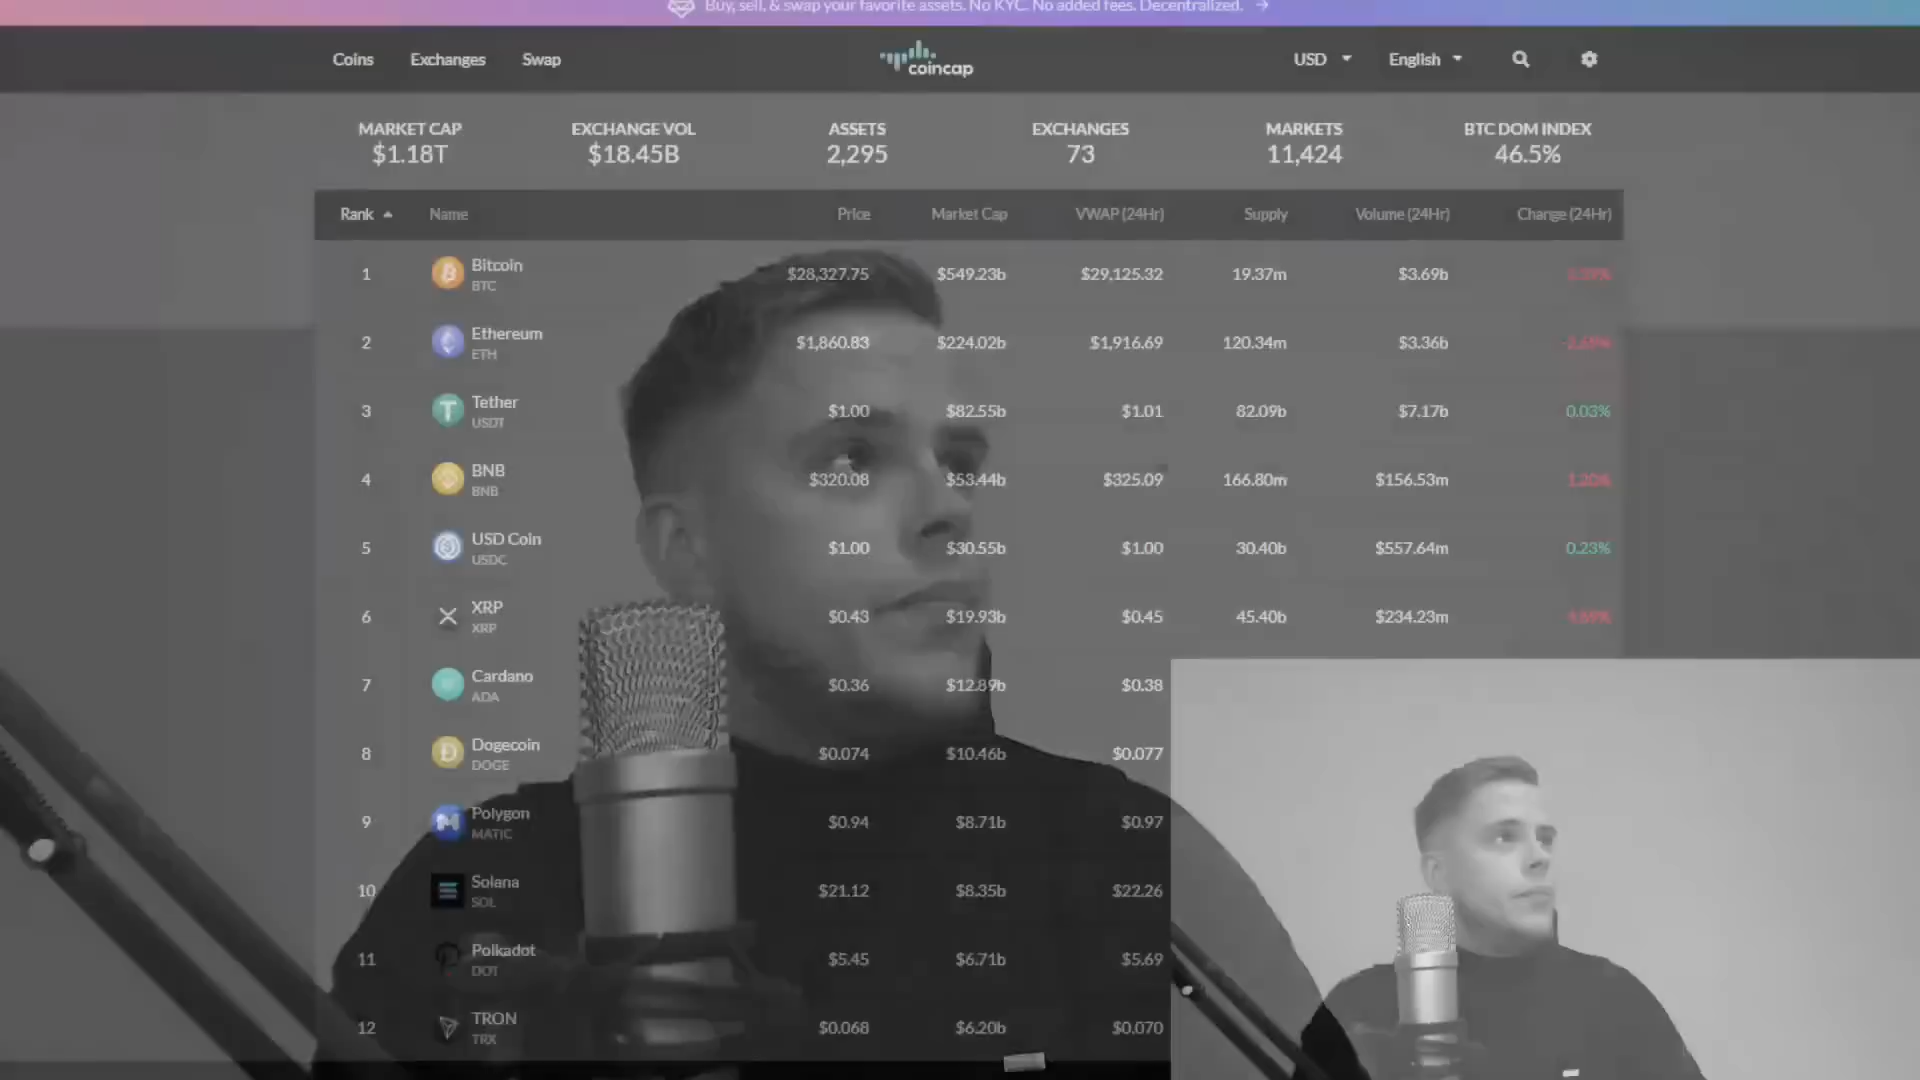 Buy, sell, & swap your favorite assets. No KYC. No added fees. Decentralized. →
Coins Exchanges Swap coincap USD English
MARKET CAP EXCHANGE VOL ASSETS EXCHANGES MARKETS BTC DOM INDEX
$1.18T $18.45B 2,295 73 11,424 46.5%
Rank Name Price Market Cap VWAP (24Hr) Supply Volume (24Hr) Change (24Hr)
1 Bitcoin $28,327.75 $549.23b $29,125.32 19.37m $3.69b
BTC
2 Ethereum $1,860.83 $224.02b $1,916.69 120.34m $3.36b
ETH
3 Tether $1.00 $82.55b $1.01 82.09b $7.17b 0.03%
USDT
4 BNB $320.08 $53.44b $325.09 166.80m $156.53m 1.20%
BNB
5 USD Coin $1.00 $30.55b $1.00 30.40b $557.64m 0.23%
USDC
6 XRP $0.43 $19.93b $0.45 45.40b $234.23m
XRP
7 Cardano $0.36 $12.89b $0.38
ADA
8 Dogecoin $0.074 $10.46b $0.077
DOGE
9 Polygon $0.94 $8.71b $0.97
MATIC
10 Solana $21.12 $8.35b $22.26
SOL
11 Polkadot $5.45 $6.71b $5.69
DOT
12 TRON $0.068 $6.20b $0.070
TRX